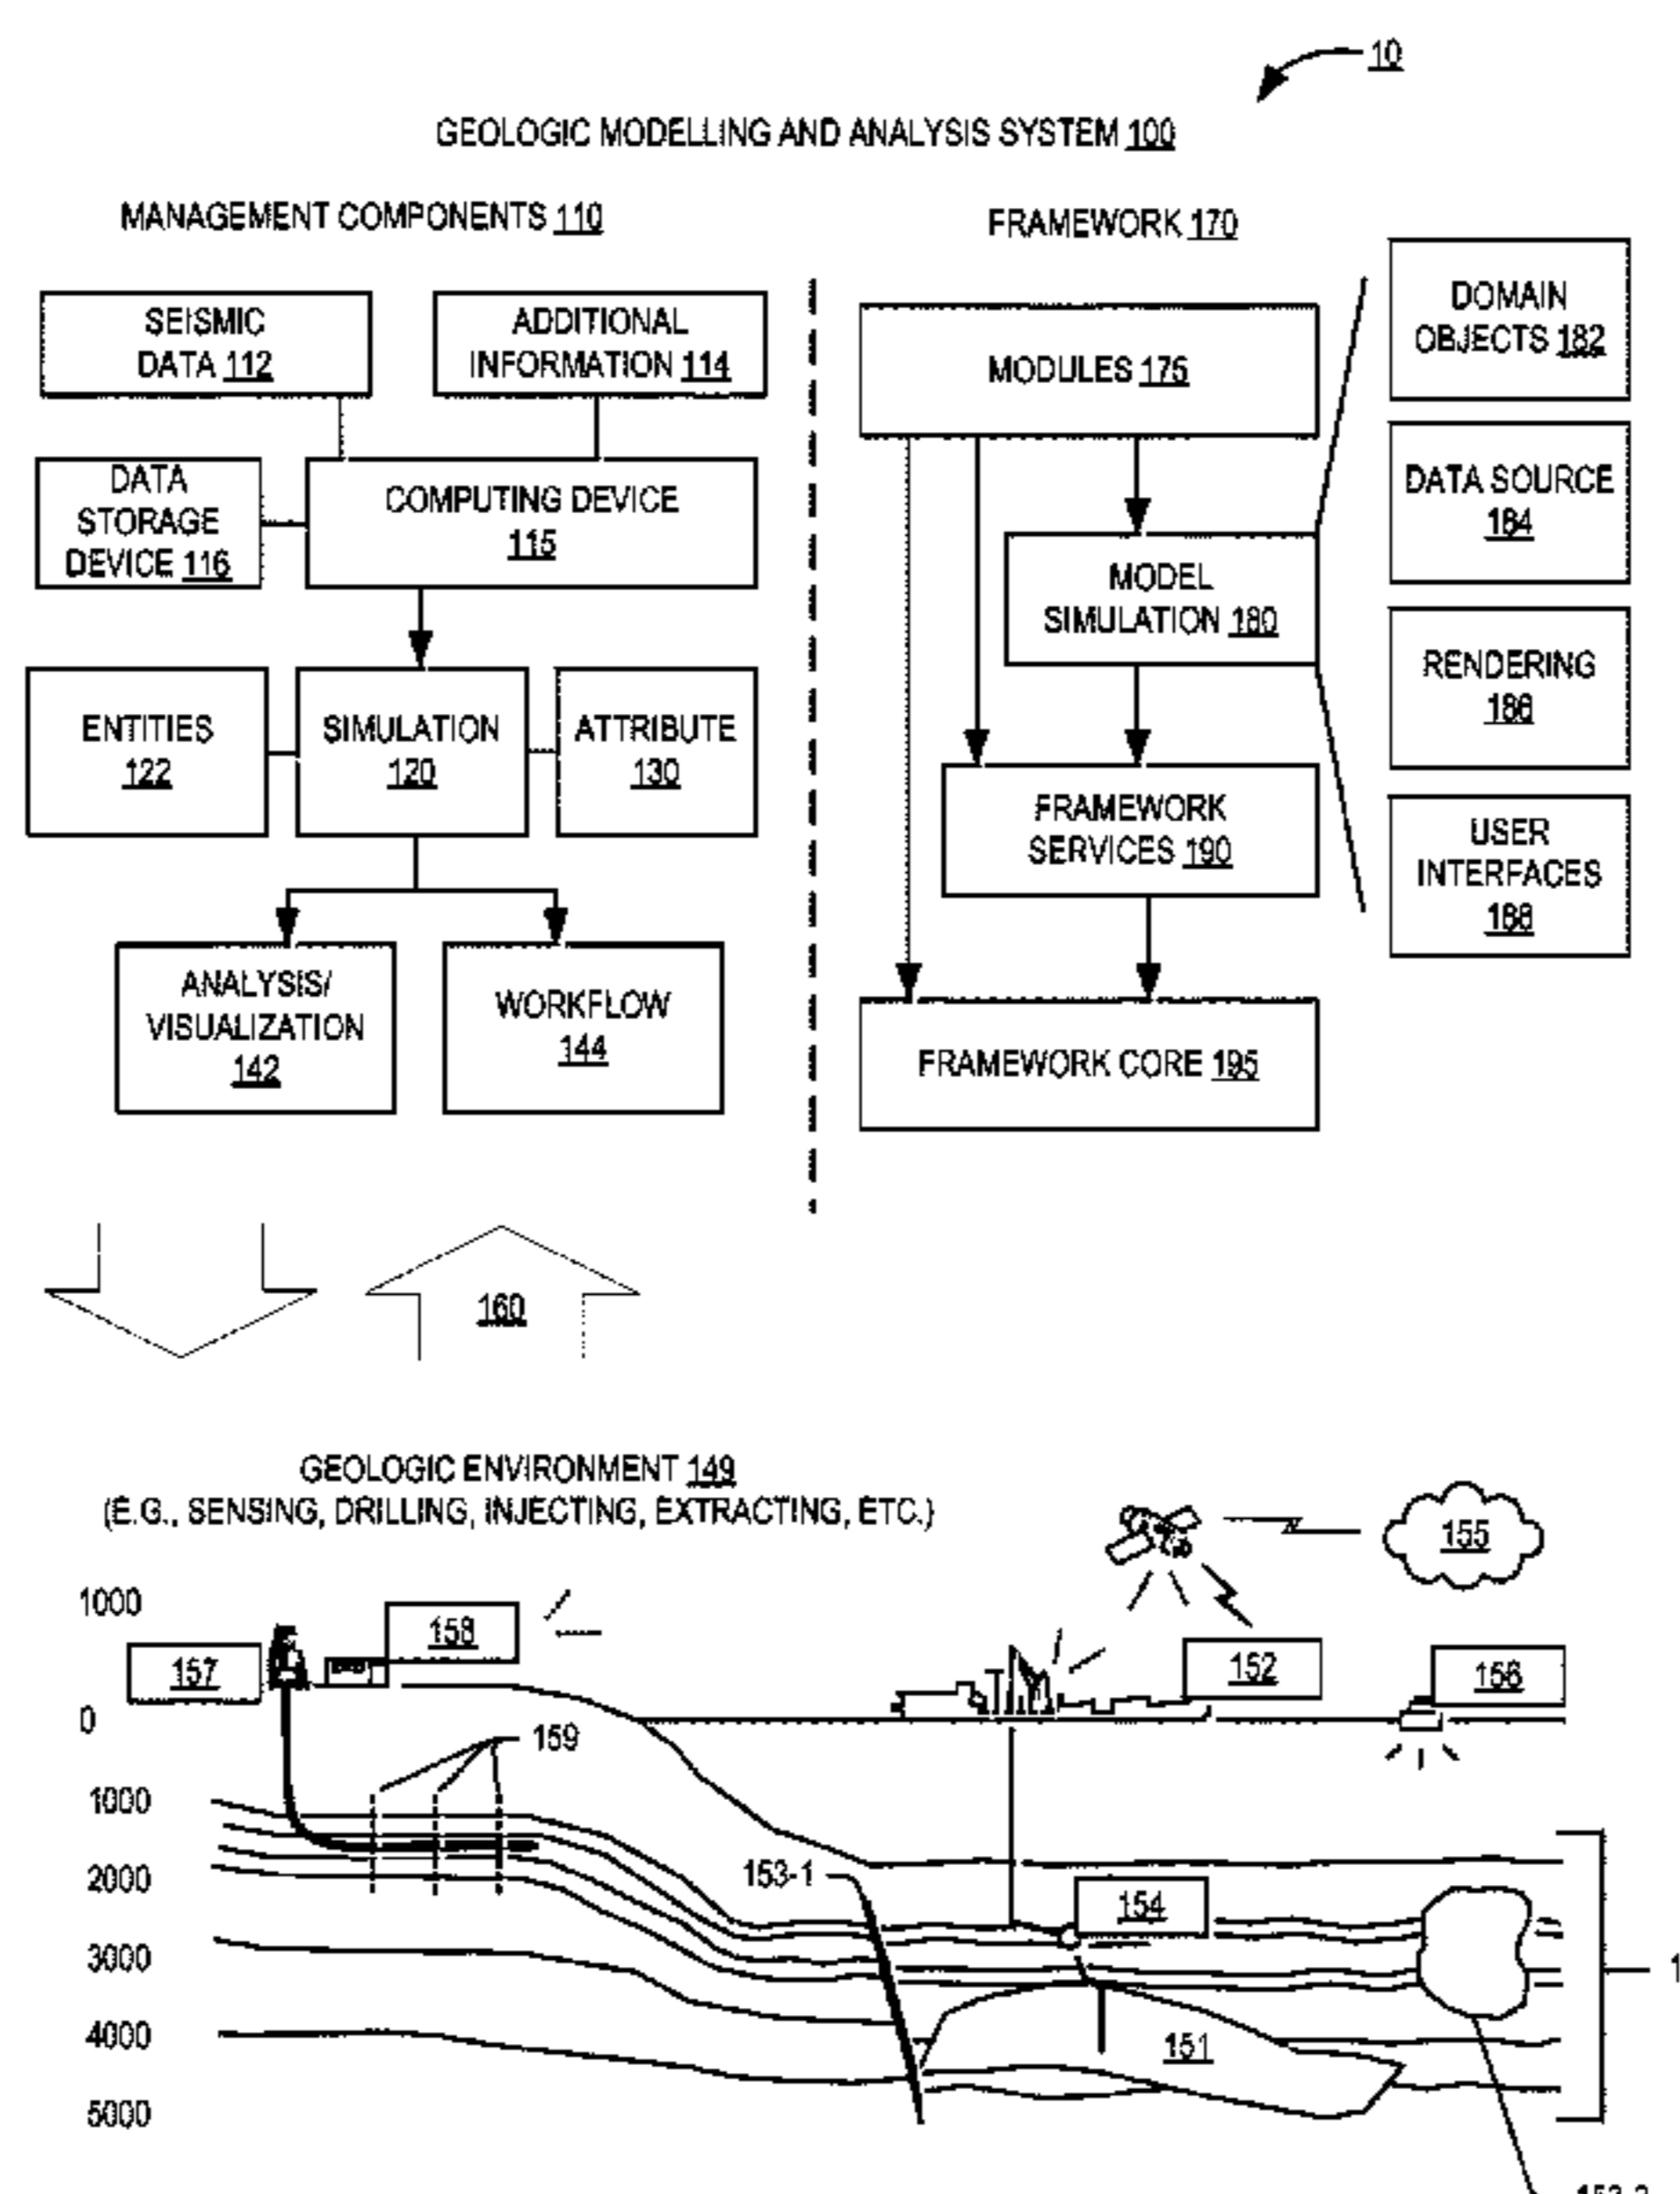 10
GEOLOGIC MODELLING AND ANALYSIS SYSTEM 100
MANAGEMENT COMPONENTS 110
FRAMEWORK 170
SEISMIC
DATA 112
ADDITIONAL
INFORMATION 114
DATA
STORAGE
DEVICE 116
COMPUTING DEVICE
115
ENTITIES
122
SIMULATION
120
ATTRIBUTE
130
ANALYSIS/
VISUALIZATION
142
WORKFLOW
144
MODULES 175
MODEL
SIMULATION 180
FRAMEWORK
SERVICES 190
FRAMEWORK CORE 195
DOMAIN
OBJECTS 182
DATA SOURCE
184
RENDERING
186
USER
INTERFACES
188
160
GEOLOGIC ENVIRONMENT 149
(E.G., SENSING, DRILLING, INJECTING, EXTRACTING, ETC.)
155
1000
158
157
152
156
0
159
1000
2000
153-1
154
3000
4000
151
5000